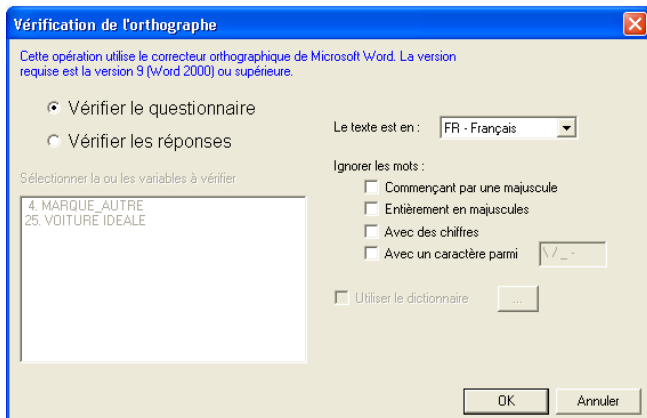 Vérification de l'orthographe
Cette opération utilise le correcteur orthographique de Microsoft Word. La version
requise est la version 9 (Word 2000) ou supérieure.
Vérifier le questionnaire
Vérifier les réponses
Le texte est en : FR - Français
Sélectionner la ou les variables à vérifier
4. MARQUE_AUTRE
25. VOITURE IDEALE
Ignorer les mots :
Commençant par une majuscule
Entièrement en majuscules
Avec des chiffres
Avec un caractère parmi \/_-
Utiliser le dictionnaire ...
OK Annuler